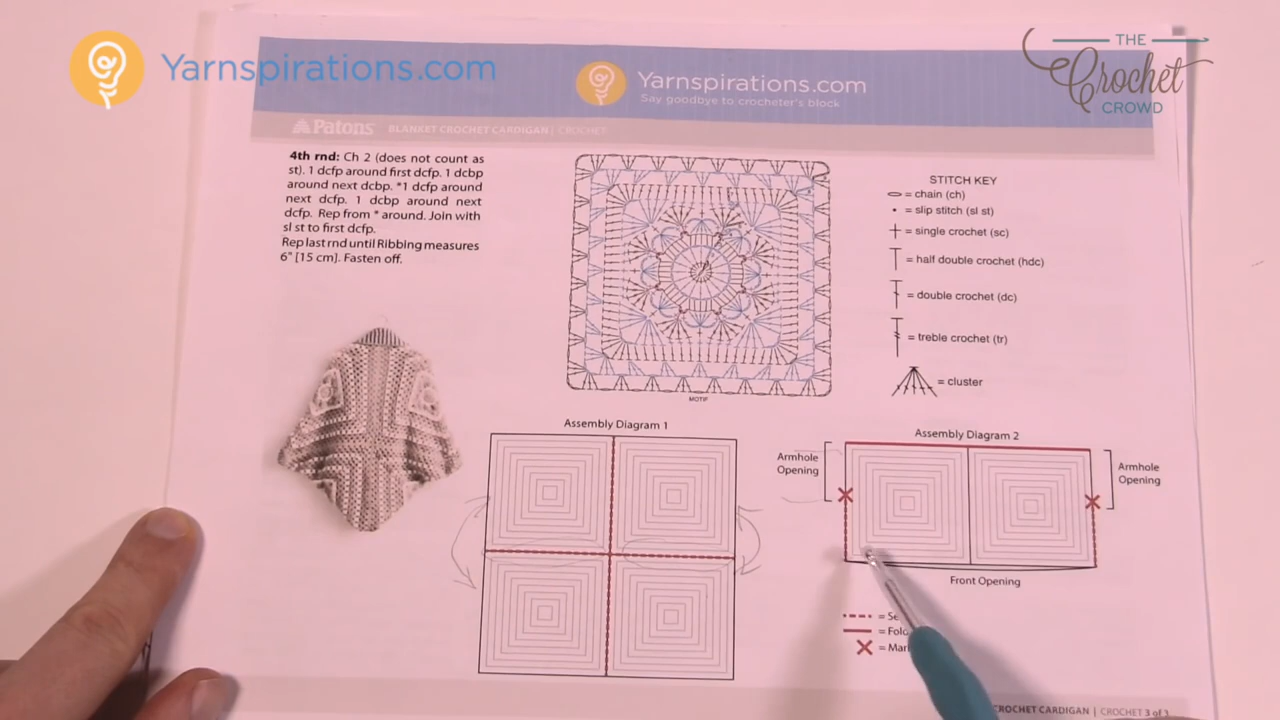 Yarnspirations.com
THE
Crochet
CROWD
Yarnspirations.com
Say goodbye to crocheter's block
Patons BLANKET CROCHET CARDIGAN | CROCHET
4th rnd: Ch 2 (does not count as
st). 1 dcfp around first dcfp. 1 dcbp
around next dcbp. *1 dcfp around
next dcfp. 1 dcbp around next
dcfp. Rep from * around. Join with
sl st to first dcfp.
Rep last rnd until Ribbing measures
6" [15 cm]. Fasten off.
MOTIF
STITCH KEY
= chain (ch)
= slip stitch (sl st)
= single crochet (sc)
= half double crochet (hdc)
= double crochet (dc)
= treble crochet (tr)
= cluster
Assembly Diagram 1
Assembly Diagram 2
Armhole
Opening
Armhole
Opening
Front Opening
CROCHET CARDIGAN | CROCHET 3 of 3